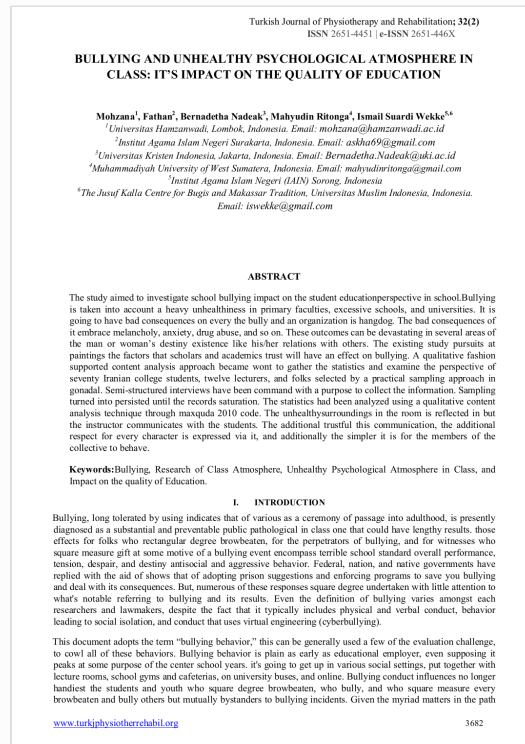 Turkish Journal of Physiotherapy and Rehabilitation; 32(2)
ISSN 2651-4451 | e-ISSN 2651-446X
BULLYING AND UNHEALTHY PSYCHOLOGICAL ATMOSPHERE IN
CLASS: IT'S IMPACT ON THE QUALITY OF EDUCATION
Mohzana1, Fathan2, Bernadetha Nadeak3, Mahyudin Ritonga4, Ismail Suardi Wekke5,6
1Universitas Hamzanwadi, Lombok, Indonesia. Email: mohzana@hamzanwadi.ac.id
2Institut Agama Islam Negeri Surakarta, Indonesia. Email: askha69@gmail.com
3Universitas Kristen Indonesia, Jakarta, Indonesia. Email: Bernadetha.Nadeak@uki.ac.id
4Muhammadiyah University of West Sumatera, Indonesia. Email: mahyudinritonga@gmail.com
5Institut Agama Islam Negeri (IAIN) Sorong, Indonesia
6The Jusuf Kalla Centre for Bugis and Makassar Tradition, Universitas Muslim Indonesia, Indonesia.
Email: iswekke@gmail.com
ABSTRACT
The study aimed to investigate school bullying impact on the student educationperspective in school.Bullying
is taken into account a heavy unhealthiness in primary faculties, excessive schools, and universities. It is
going to have bad consequences on every the bully and an organization is hangdog. The bad consequences of
it embrace melancholy, anxiety, drug abuse, and so on. These outcomes can be devastating in several areas of
the man or woman's destiny existence like his/her relations with others. The existing study pursuits at
paintings the factors that scholars and academics trust will have an effect on bullying. A qualitative fashion
supported content analysis approach became wont to gather the statistics and examine the perspective of
seventy Iranian college students, twelve lecturers, and folks selected by a practical sampling approach in
gonadal. Semi-structured interviews have been command with a purpose to collect the information. Sampling
turned into persisted until the records saturation. The statistics had been analyzed using a qualitative content
analysis technique through maxquda 2010 code. The unhealthysurroundings in the room is reflected in but
the instructor communicates with the students. The additional trustful this communication, the additional
respect for every character is expressed via it, and additionally the simpler it is for the members of the
collective to behave.
Keywords:Bullying, Research of Class Atmosphere, Unhealthy Psychological Atmosphere in Class, and
Impact on the quality of Education.
I. INTRODUCTION
Bullying, long tolerated by using indicates that of various as a ceremony of passage into adulthood, is presently
diagnosed as a substantial and preventable public pathological in class one that could have lengthy results. those
effects for folks who rectangular degree browbeaten, for the perpetrators of bullying, and for witnesses who
square measure gift at some motive of a bullying event encompass terrible school standard overall performance,
tension, despair, and destiny antisocial and aggressive behavior. Federal, nation, and native governments have
replied with the aid of shows that of adopting prison suggestions and enforcing programs to save you bullying
and deal with its consequences. But, numerous of these responses square degree undertaken with little attention to
what's notable referring to bullying and its results. Even the definition of bullying varies amongst each
researchers and lawmakers, despite the fact that it typically includes physical and verbal conduct, behavior
leading to social isolation, and conduct that uses virtual engineering (cyberbullying).
This document adopts the term "bullying behavior," this can be generally used a few of the evaluation challenge,
to cowl all of these behaviors. Bullying behavior is plain as early as educational employer, even supposing it
peaks at some purpose of the center school years. it's going to get up in various social settings, put together with
lecture rooms, school gyms and cafeterias, on university buses, and online. Bullying conduct influences no longer
handiest the students and youth who square degree browbeaten, who bully, and who square measure every
browbeaten and bully others but mutually bystanders to bullying incidents. Given the myriad matters in the path
www.turkjphysiotherrehabil.org 3682